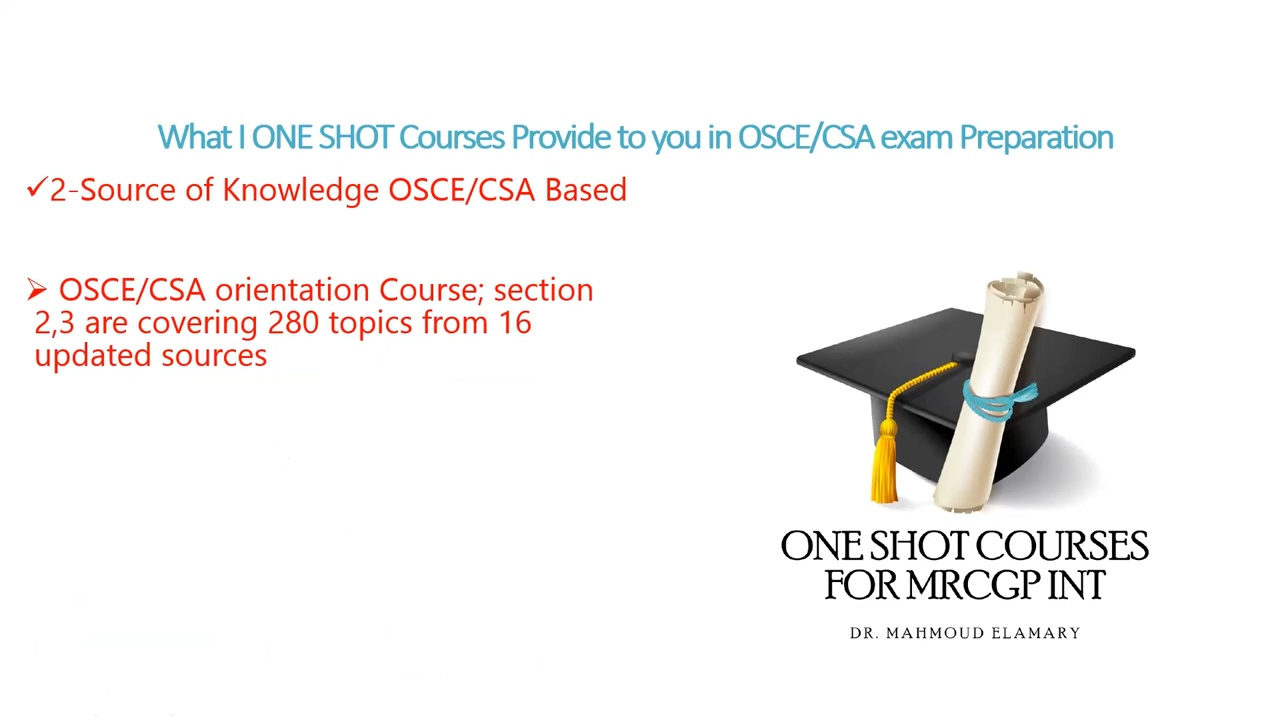 What I ONE SHOT Courses Provide to you in OSCE/CSA exam Preparation
✓2-Source of Knowledge OSCE/CSA Based
➢ OSCE/CSA orientation Course; section
2,3 are covering 280 topics from 16
updated sources
ONE SHOT COURSES
FOR MRCGP INT
DR. MAHMOUD ELAMARY